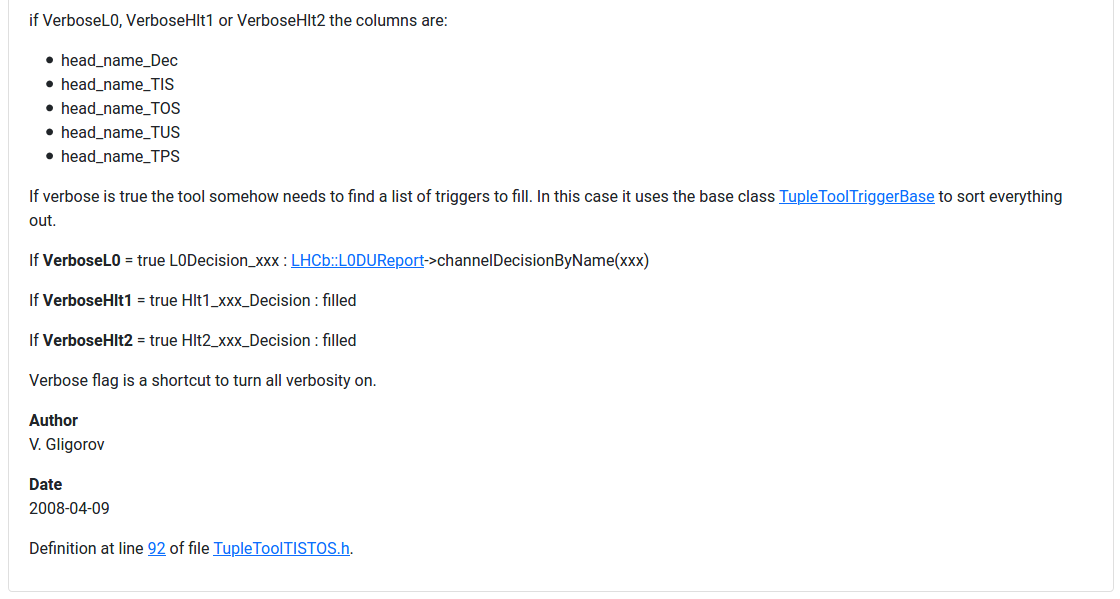 if VerboseL0, VerboseHlt1 or VerboseHlt2 the columns are:
• head_name_Dec
• head_name_TIS
• head_name_TOS
• head_name_TUS
• head_name_TPS
If verbose is true the tool somehow needs to find a list of triggers to fill. In this case it uses the base class TupleToolTriggerBase to sort everything
out.
If VerboseL0 = true L0Decision_xxx : LHCb::L0DUReport->channelDecisionByName(xxx)
If VerboseHlt1 = true Hlt1_xxx_Decision : filled
If VerboseHlt2 = true Hlt2_xxx_Decision : filled
Verbose flag is a shortcut to turn all verbosity on.
Author
V. Gligorov
Date
2008-04-09
Definition at line 92 of file TupleToolTISTOS.h.